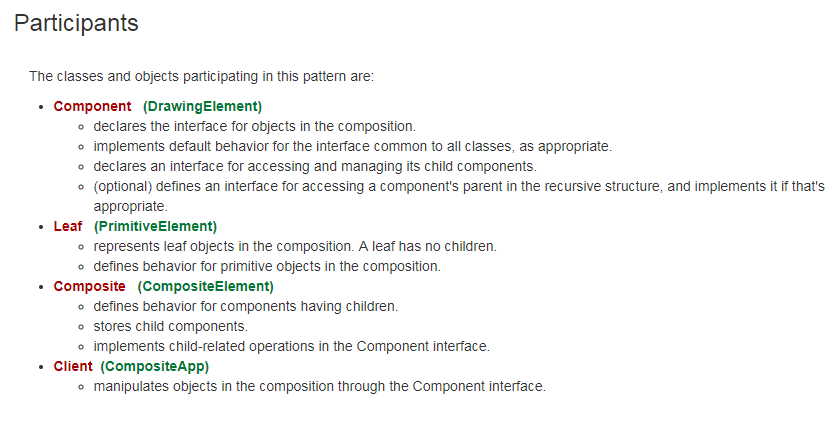 Participants
The classes and objects participating in this pattern are:
Component (DrawingElement)
declares the interface for objects in the composition.
implements default behavior for the interface common to all classes, as appropriate.
declares an interface for accessing and managing its child components.
(optional) defines an interface for accessing a component's parent in the recursive structure, and implements it if that's
appropriate.
Leaf (PrimitiveElement)
represents leaf objects in the composition. A leaf has no children.
defines behavior for primitive objects in the composition.
Composite (CompositeElement)
defines behavior for components having children.
stores child components.
implements child-related operations in the Component interface.
Client (CompositeApp)
manipulates objects in the composition through the Component interface.